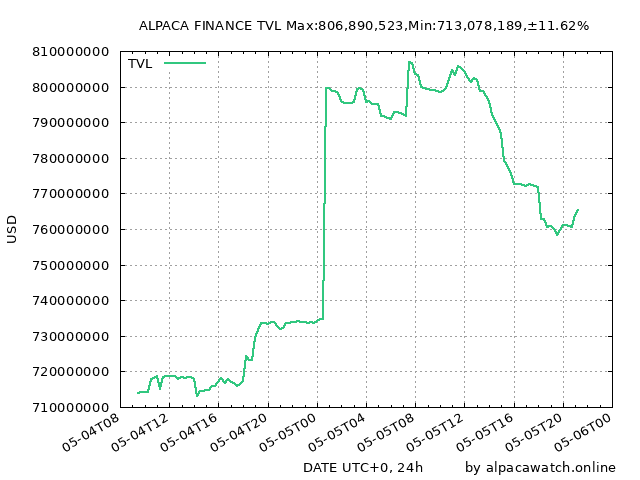 ALPACA FINANCE TVL Max:806,890,523,Min:713,078,189,±11.62%
TVL
810000000
800000000
790000000
780000000
770000000
760000000
750000000
740000000
730000000
720000000
710000000
USD
05-04T08
05-04T12
05-04T16
05-04T20
05-05T00
05-05T04
05-05T08
05-05T12
05-05T16
05-05T20
05-06T00
DATE UTC+0, 24h
by alpacawatch.online